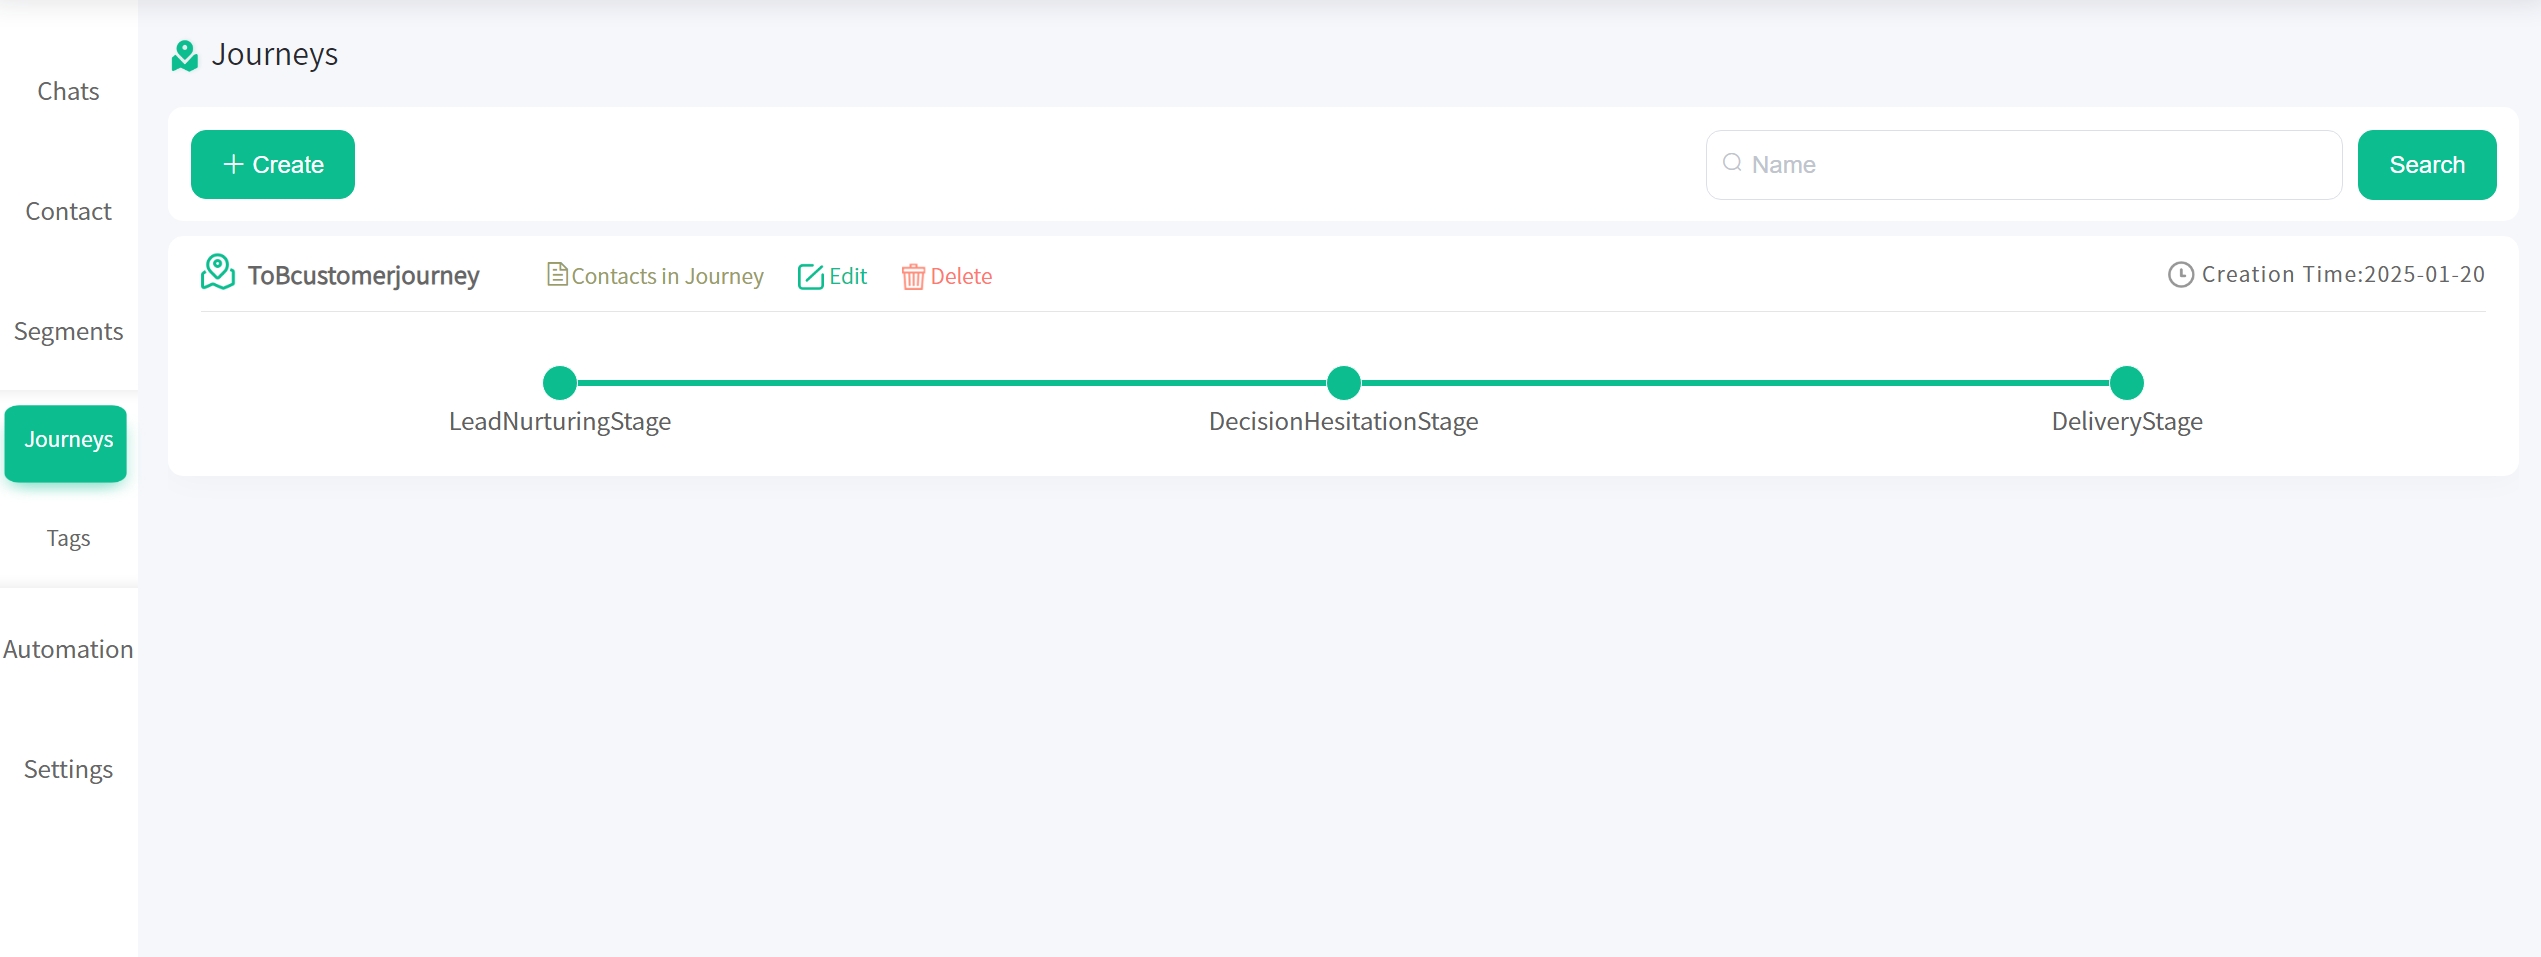 Journeys
Chats
Contact
Segments
Journeys
Tags
Automation
Settings
Create
Name
Search
ToBcustomerjourney
Contacts in Journey
Edit
Delete
Creation Time:2025-01-20
LeadNurturingStage
DecisionHesitationStage
DeliveryStage